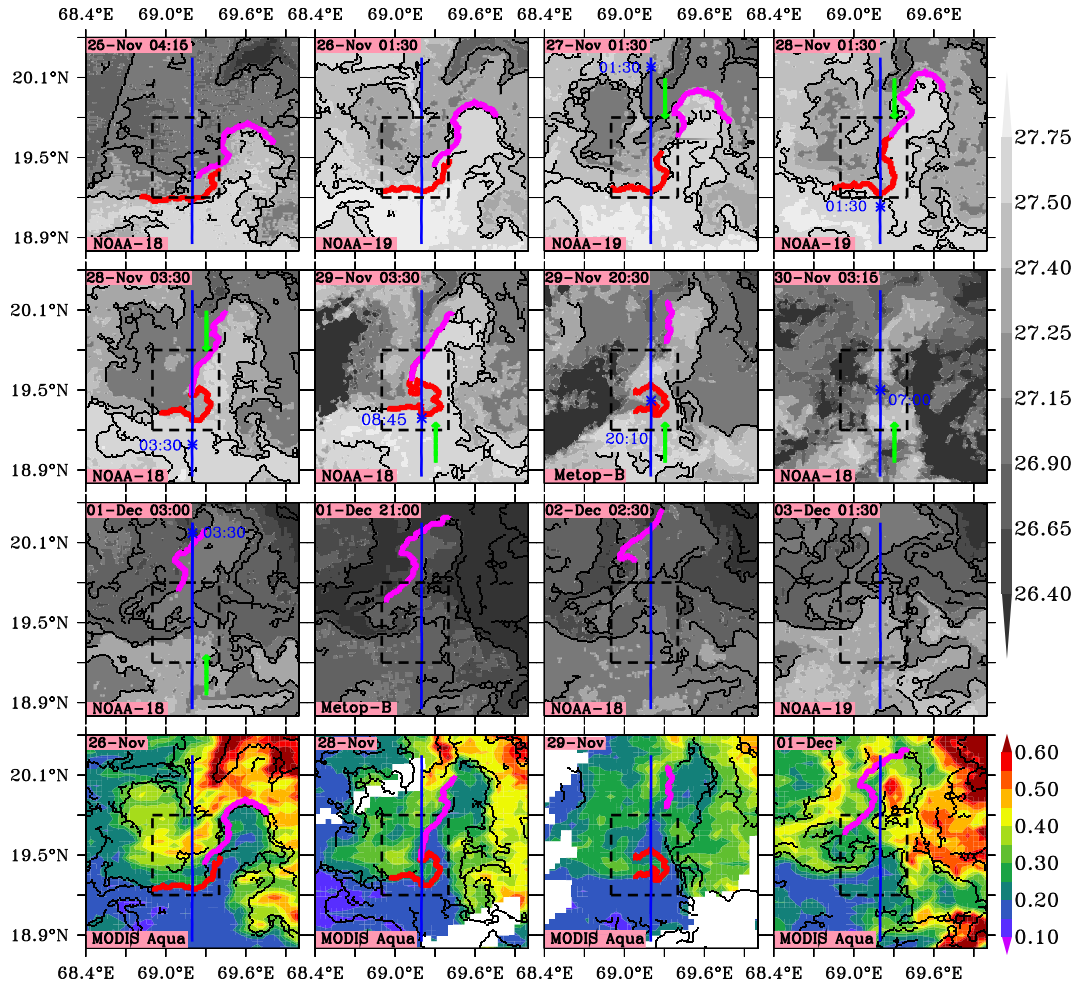 68.4°E 69.0°E 69.6°E 68.4°E 69.0°E 69.6°E
68.4°E 69.0°E 69.6°E 68.4°E 69.0°E 69.6°E
25-Nov 04:15
26-Nov 01:30
27-Nov 01:30
28-Nov 01:30
20.1°N
19.5°N
18.9°N
01:30
01:30
NOAA-18
NOAA-19
NOAA-19
NOAA-19
28-Nov 03:30
29-Nov 03:30
29-Nov 20:30
30-Nov 03:15
20.1°N
19.5°N
18.9°N
03:30
08:45
20:10
07:00
NOAA-18
NOAA-18
Metop-B
NOAA-18
01-Dec 03:00
01-Dec 21:00
02-Dec 02:30
03-Dec 01:30
03:30
20.1°N
19.5°N
18.9°N
NOAA-18
Metop-B
NOAA-18
NOAA-19
26-Nov
28-Nov
29-Nov
01-Dec
20.1°N
19.5°N
18.9°N
MODIS Aqua
MODIS Aqua
MODIS Aqua
MODIS Aqua
68.4°E 69.0°E 69.6°E 68.4°E 69.0°E 69.6°E
68.4°E 69.0°E 69.6°E 68.4°E 69.0°E 69.6°E
27.75
27.50
27.40
27.25
27.15
26.90
26.65
26.40
0.60
0.50
0.40
0.30
0.20
0.10